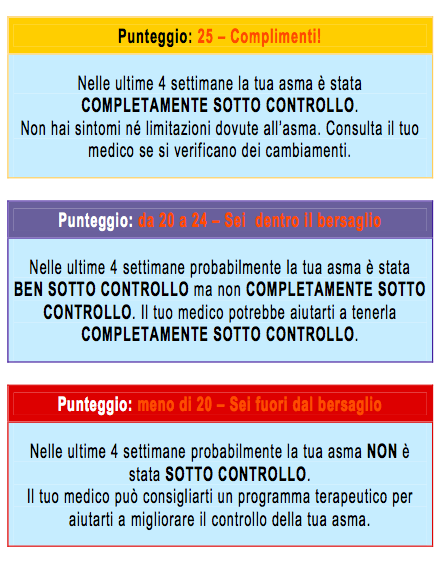 Punteggio: 25 – Complimenti!
Nelle ultime 4 settimane la tua asma è stata
COMPLETAMENTE SOTTO CONTROLLO.
Non hai sintomi né limitazioni dovute all'asma. Consulta il tuo
medico se si verificano dei cambiamenti.
Punteggio: da 20 a 24 – Sei dentro il bersaglio
Nelle ultime 4 settimane probabilmente la tua asma è stata
BEN SOTTO CONTROLLO ma non COMPLETAMENTE SOTTO
CONTROLLO. Il tuo medico potrebbe aiutarti a tenerla
COMPLETAMENTE SOTTO CONTROLLO.
Punteggio: meno di 20 – Sei fuori dal bersaglio
Nelle ultime 4 settimane probabilmente la tua asma NON è
stata SOTTO CONTROLLO.
Il tuo medico può consigliarti un programma terapeutico per
aiutarti a migliorare il controllo della tua asma.